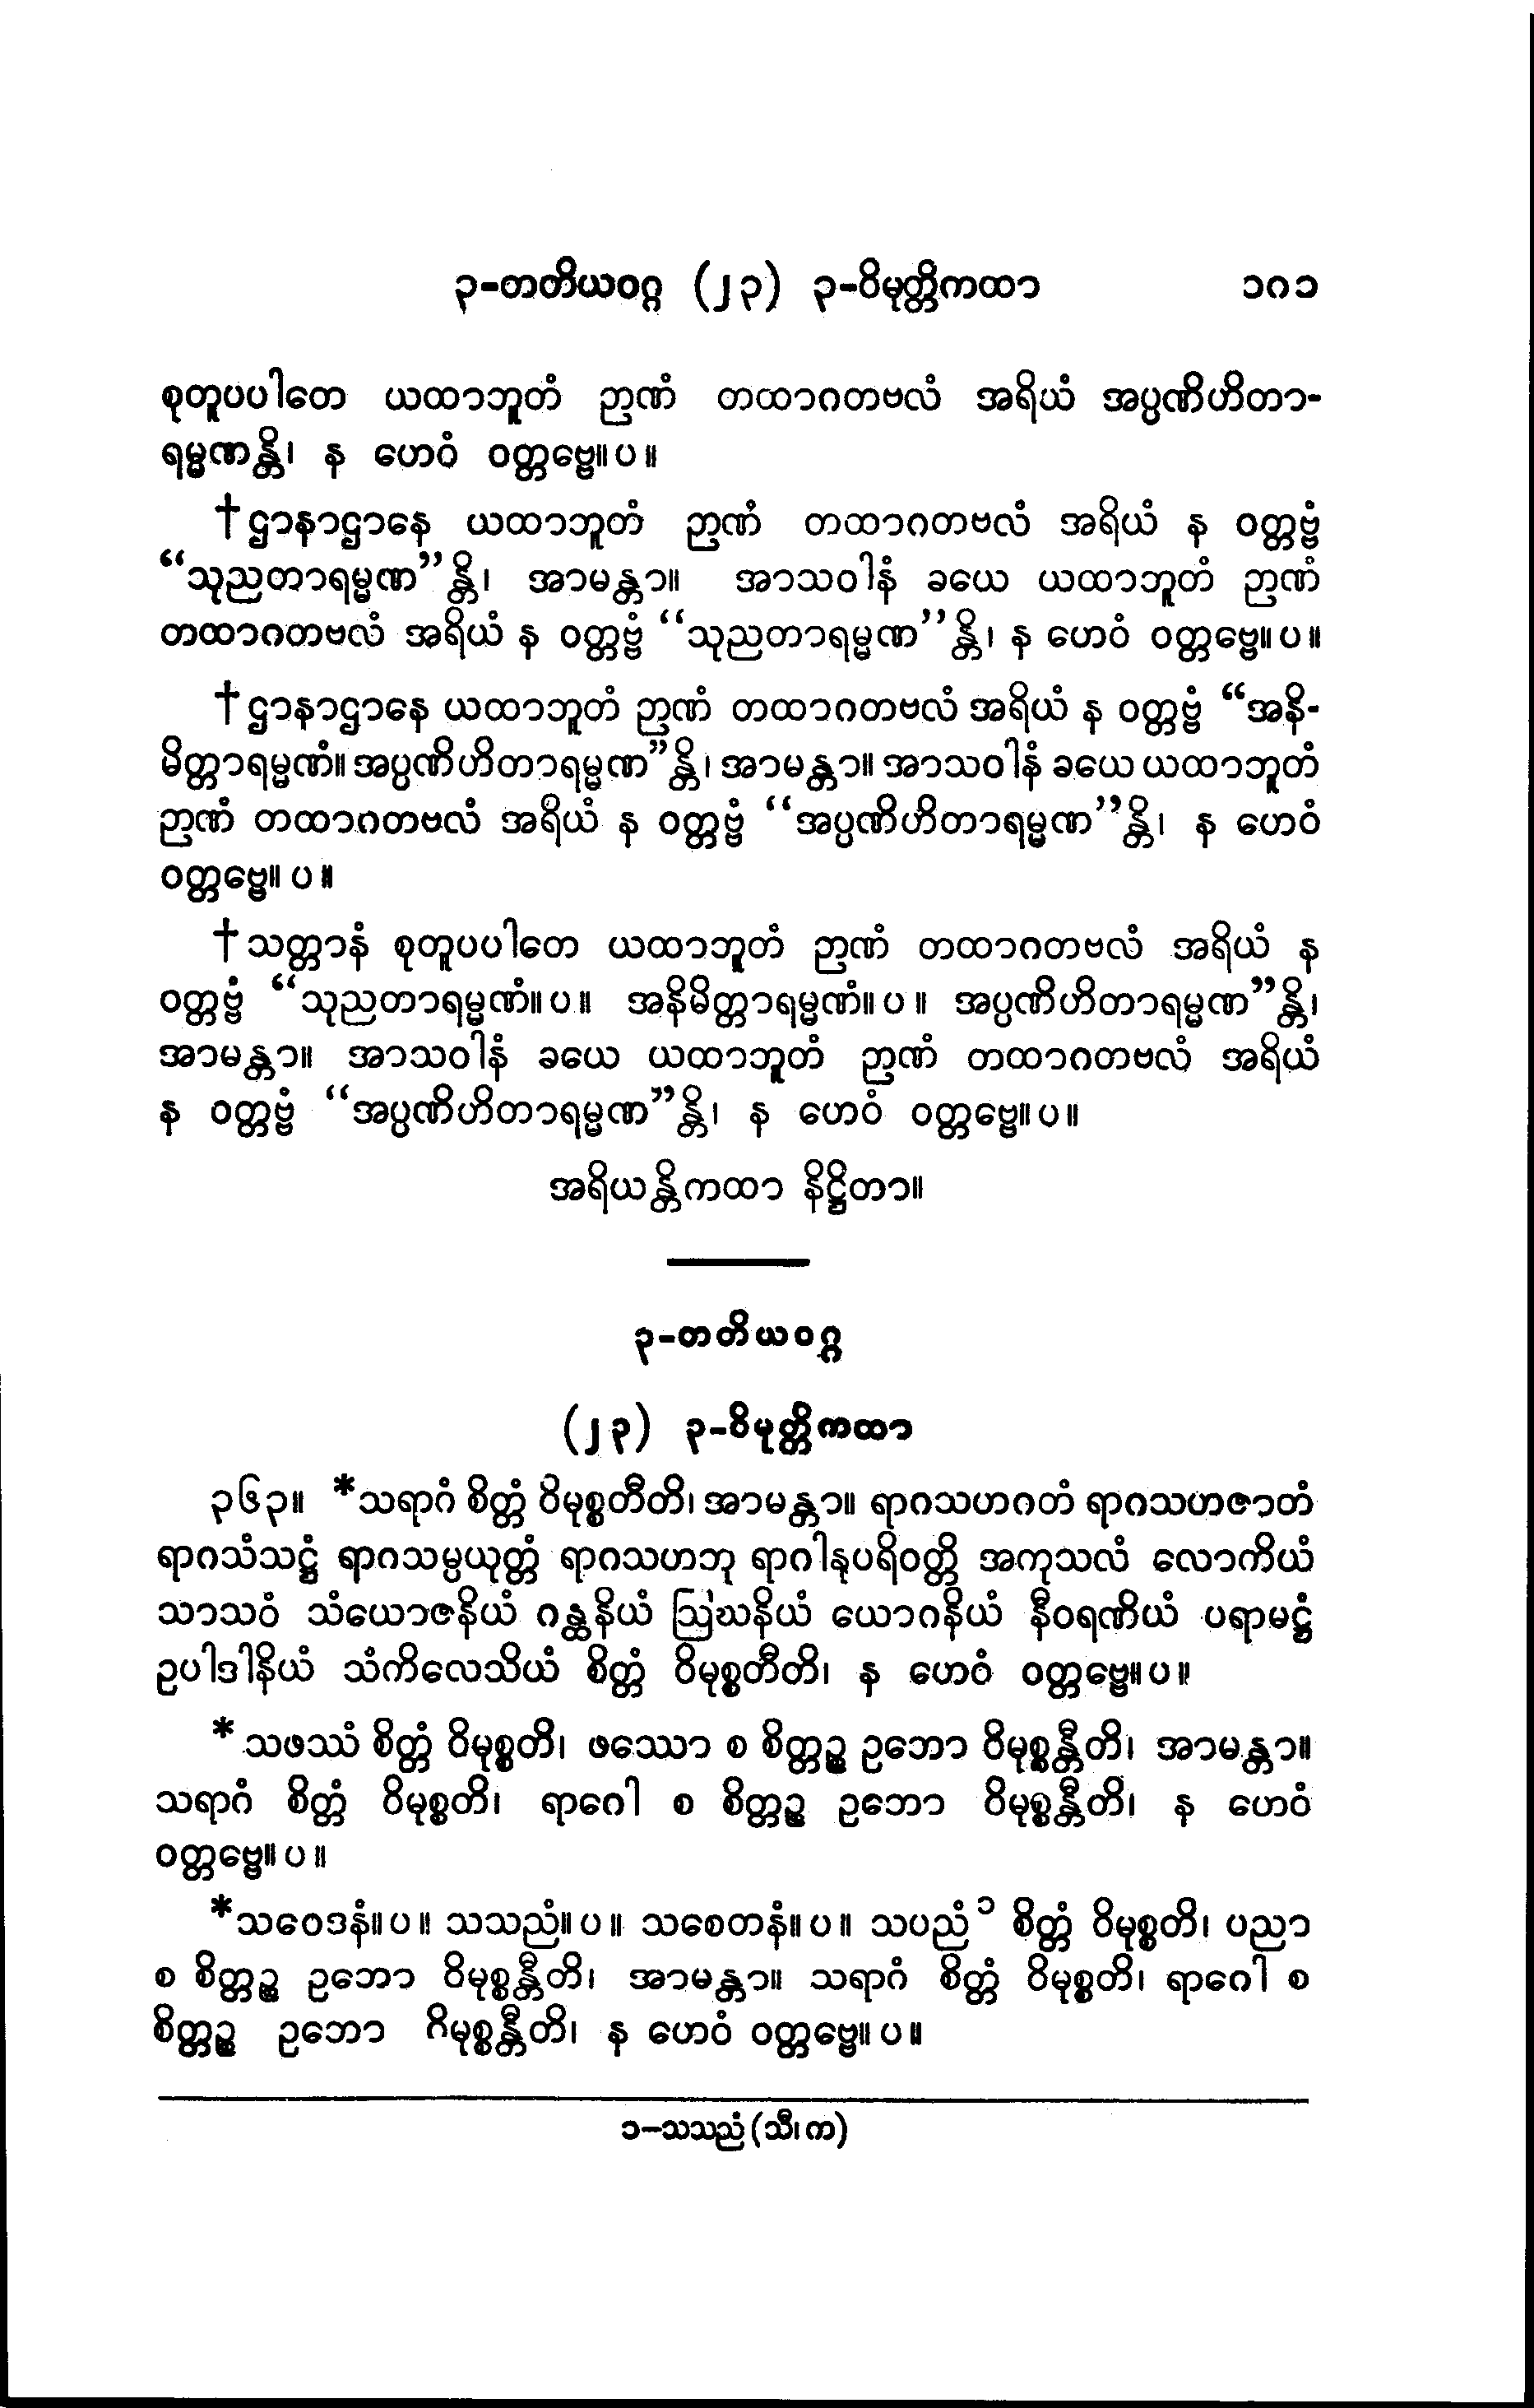 ၃-တတိယဝဂ္ဂ (၂၃) ၃-ဝိမုတ္တိကထာ ၁၈၁
စုတူပပါတေ ယထာဘူတံ ဉာဏံ တထာဂတဗလံ အရိယံ အပ္ပဏိဟိတာ-
ရမ္မဏန္တိ၊ န ဟေဝံ ဝတ္တဗ္ဗေ။ပ။
†ဌာနာဌာနေ ယထာဘူတံ ဉာဏံ တထာဂတဗလံ အရိယံ န ဝတ္တဗ္ဗံ
“သုညတာရမ္မဏ”န္တိ၊ အာမန္တာ။ အာသဝါနံ ခယေ ယထာဘူတံ ဉာဏံ
တထာဂတဗလံ အရိယံ န ဝတ္တဗ္ဗံ “သုညတာရမ္မဏ”န္တိ၊ န ဟေဝံ ဝတ္တဗ္ဗေ။ပ။
†ဌာနာဌာနေ ယထာဘူတံ ဉာဏံ တထာဂတဗလံ အရိယံ န ဝတ္တဗ္ဗံ “အနိ-
မိတ္တာရမ္မဏံ။ အပ္ပဏိဟိတာရမ္မဏ”န္တိ၊ အာမန္တာ။ အာသဝါနံ ခယေ ယထာဘူတံ
ဉာဏံ တထာဂတဗလံ အရိယံ န ဝတ္တဗ္ဗံ “အပ္ပဏိဟိတာရမ္မဏ”န္တိ၊ န ဟေဝံ
ဝတ္တဗ္ဗေ။ပ။
†သတ္တာနံ စုတူပပါတေ ယထာဘူတံ ဉာဏံ တထာဂတဗလံ အရိယံ န
ဝတ္တဗ္ဗံ “သုညတာရမ္မဏံ။ပ။ အနိမိတ္တာရမ္မဏံ။ပ။ အပ္ပဏိဟိတာရမ္မဏ”န္တိ၊
အာမန္တာ။ အာသဝါနံ ခယေ ယထာဘူတံ ဉာဏံ တထာဂတဗလံ အရိယံ
န ဝတ္တဗ္ဗံ “အပ္ပဏိဟိတာရမ္မဏ”န္တိ၊ န ဟေဝံ ဝတ္တဗ္ဗေ။ပ။
အရိယန္တိကထာ နိဋ္ဌိတာ။
၃-တတိယဝဂ္ဂ
(၂၃) ၃-ဝိမုတ္တိကထာ
၃၆၃။ *သရာဂံ စိတ္တံ ဝိမုစ္စတီတိ၊ အာမန္တာ။ ရာဂသဟဂတံ ရာဂသဟဇာတံ
ရာဂသံသဋ္ဌံ ရာဂသမ္ပယုတ္တံ ရာဂသဟဘု ရာဂါနုပရိဝတ္တိ အကုသလံ လောကိယံ
သာသဝံ သံယောဇနိယံ ဂန္ထနိယံ ဩဃနိယံ ယောဂနိယံ နီဝရဏိယံ ပရာမဋ္ဌံ
ဥပါဒါနိယံ သံကိလေသိယံ စိတ္တံ ဝိမုစ္စတီတိ၊ န ဟေဝံ ဝတ္တဗ္ဗေ။ပ။
*သဖဿံ စိတ္တံ ဝိမုစ္စတိ၊ ဖဿော စ စိတ္တဉ္စ ဥဘော ဝိမုစ္စန္တီတိ၊ အာမန္တာ။
သရာဂံ စိတ္တံ ဝိမုစ္စတိ၊ ရာဂေါ စ စိတ္တဉ္စ ဥဘော ဝိမုစ္စန္တီတိ၊ န ဟေဝံ
ဝတ္တဗ္ဗေ။ပ။
*သဝေဒနံ။ပ။ သသညံ။ပ။ သစေတနံ။ပ။ သပညံ၁ စိတ္တံ ဝိမုစ္စတိ၊ ပညာ
စ စိတ္တဉ္စ ဥဘော ဝိမုစ္စန္တီတိ၊ အာမန္တာ။ သရာဂံ စိတ္တံ ဝိမုစ္စတိ၊ ရာဂေါ စ
စိတ္တဉ္စ ဥဘော ဂိမုစ္စန္တီတိ၊ န ဟေဝံ ဝတ္တဗ္ဗေ။ပ။
၁-သသညံ(သီ၊က)